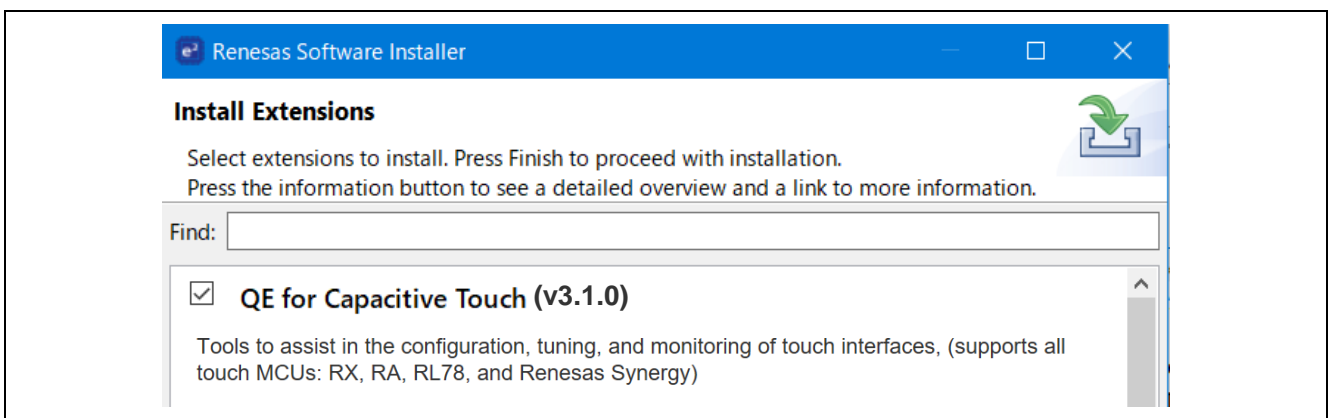 e² Renesas Software Installer
Install Extensions
Select extensions to install. Press Finish to proceed with installation.
Press the information button to see a detailed overview and a link to more information.
Find:
QE for Capacitive Touch (v3.1.0)
Tools to assist in the configuration, tuning, and monitoring of touch interfaces, (supports all
touch MCUs: RX, RA, RL78, and Renesas Synergy)